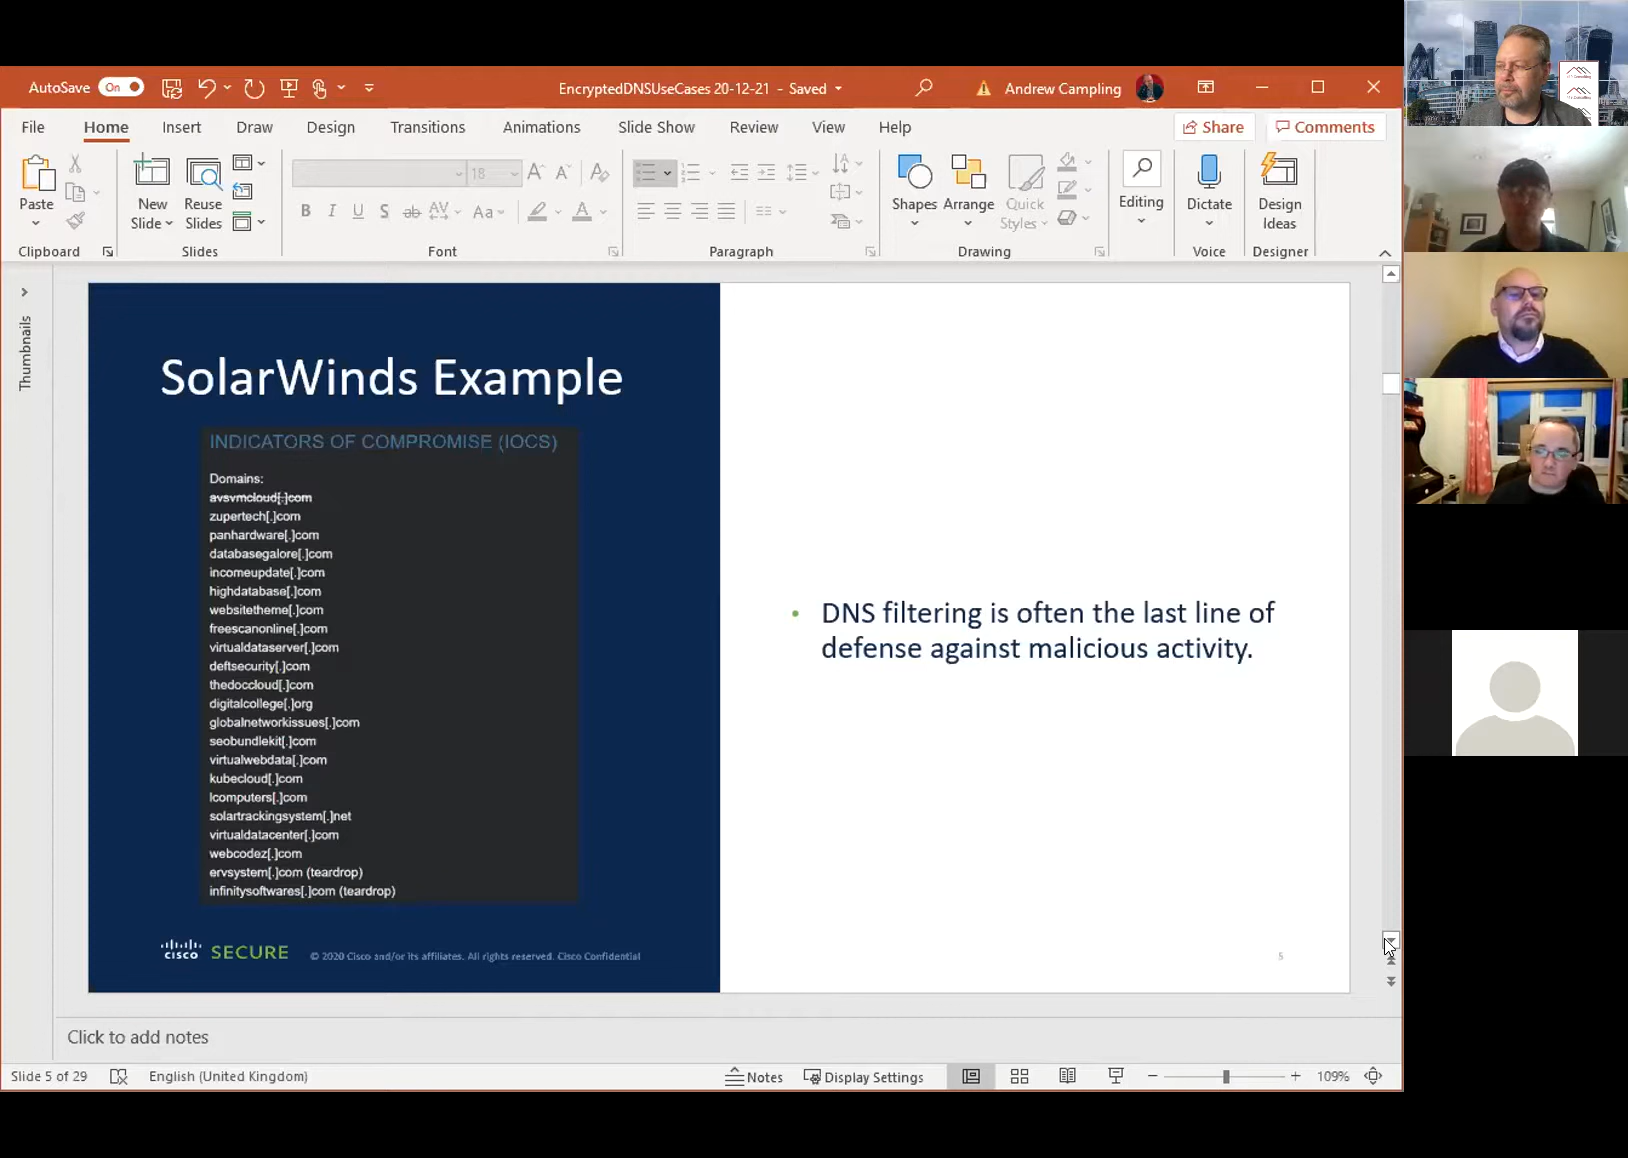 AutoSave On
EncryptedDNSUseCases 20-12-21 - Saved
Andrew Campling
File Home Insert Draw Design Transitions Animations Slide Show Review View Help
Share Comments
Paste
New Slide
Reuse Slides
18
B I U S ab AV Aa A
Shapes Arrange Quick Styles
Editing
Dictate
Design Ideas
Clipboard Slides Font Paragraph Drawing Voice Designer
Thumbnails
SolarWinds Example
INDICATORS OF COMPROMISE (IOCS)
Domains:
avsvmcloud[.]com
zupertech[.]com
panhardware[.]com
databasegalore[.]com
incomeupdate[.]com
highdatabase[.]com
websitetheme[.]com
freescanonline[.]com
virtualdataserver[.]com
deftsecurity[.]com
thedoccloud[.]com
digitalcollege[.]org
globalnetworkissues[.]com
seobundlekit[.]com
virtualwebdata[.]com
kubecloud[.]com
lcomputers[.]com
solartrackingsystem[.]net
virtualdatacenter[.]com
webcodez[.]com
ervsystem[.]com (teardrop)
infinitysoftwares[.]com (teardrop)
• DNS filtering is often the last line of
defense against malicious activity.
cisco SECURE © 2020 Cisco and/or its affiliates. All rights reserved. Cisco Confidential
5
Click to add notes
Slide 5 of 29 English (United Kingdom) Notes Display Settings 109%